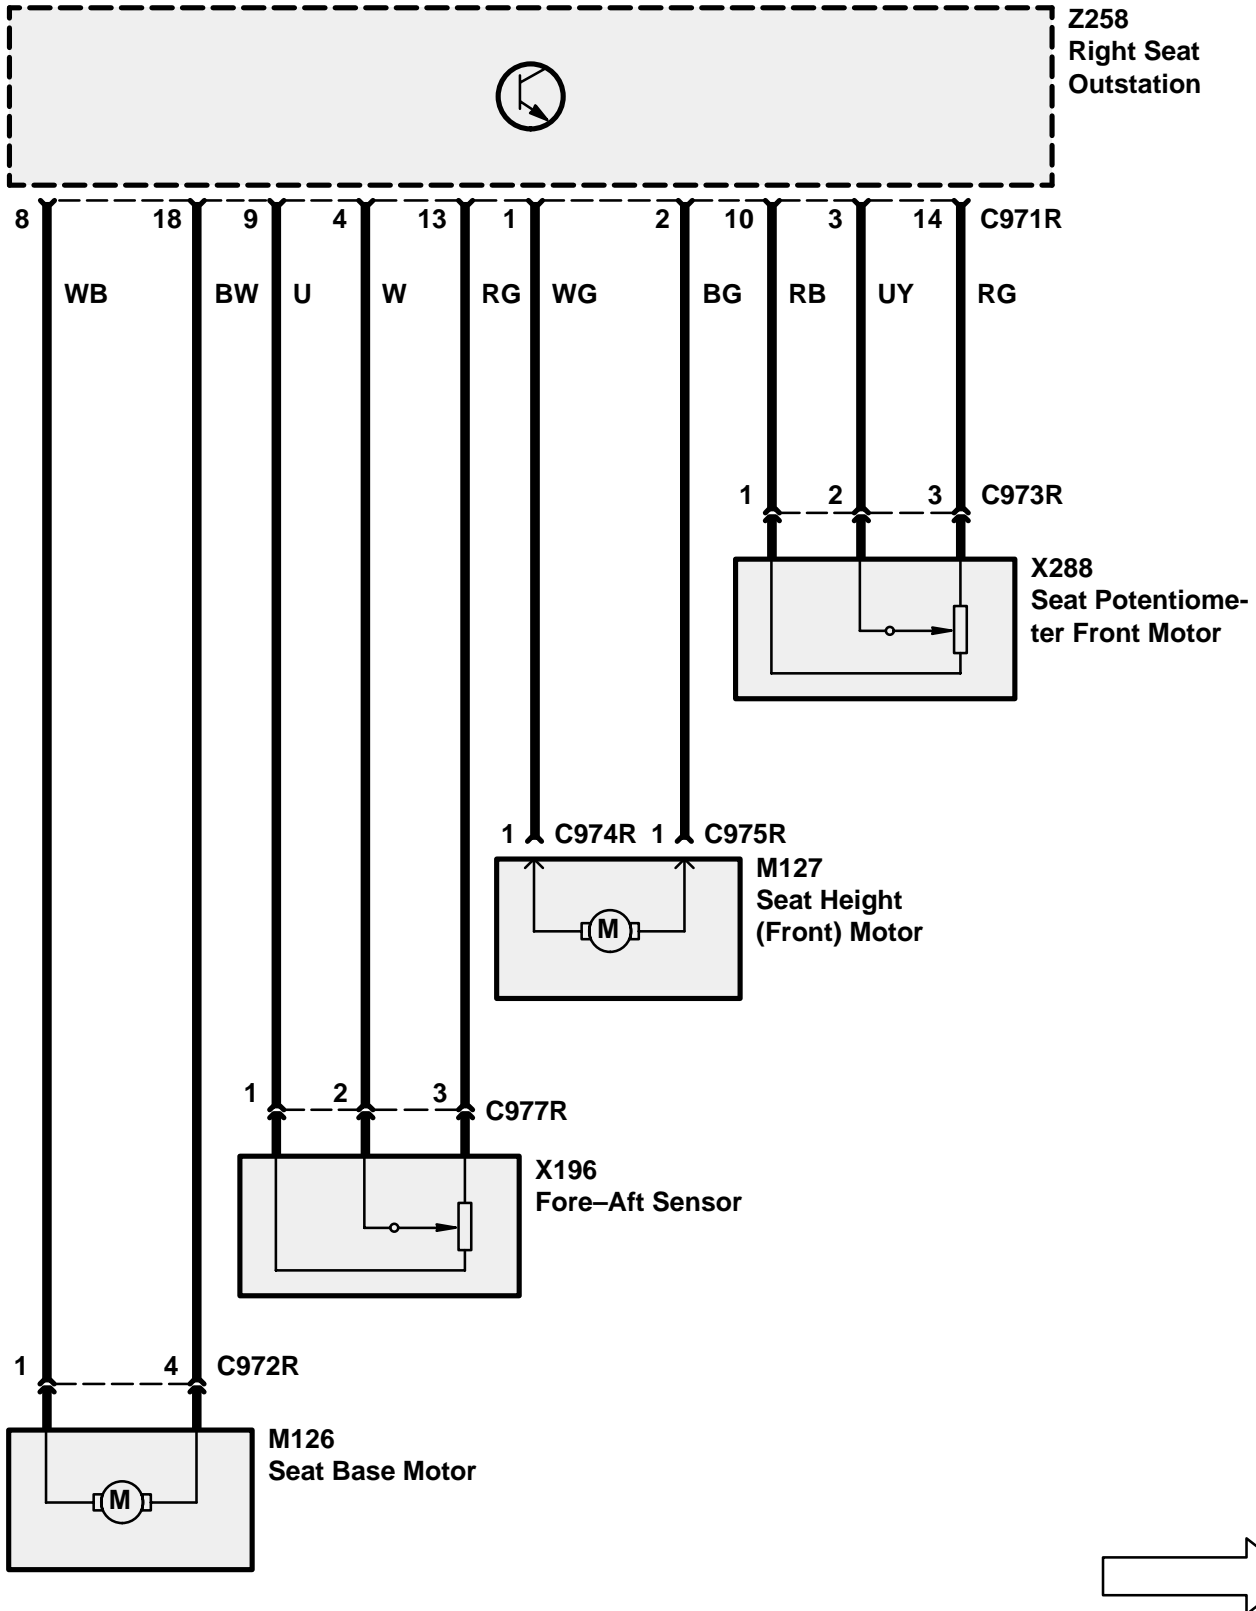 Z258
Right Seat
Outstation
8 18 9 4 13 1 2 10 3 14 C971R
WB BW U W RG WG BG RB UY RG
1 2 3 C973R
X288
Seat Potentiome-
ter Front Motor
1 C974R 1 C975R
M127
Seat Height
(Front) Motor
M
1 2 3 C977R
X196
Fore–Aft Sensor
1 4 C972R
M126
Seat Base Motor
M